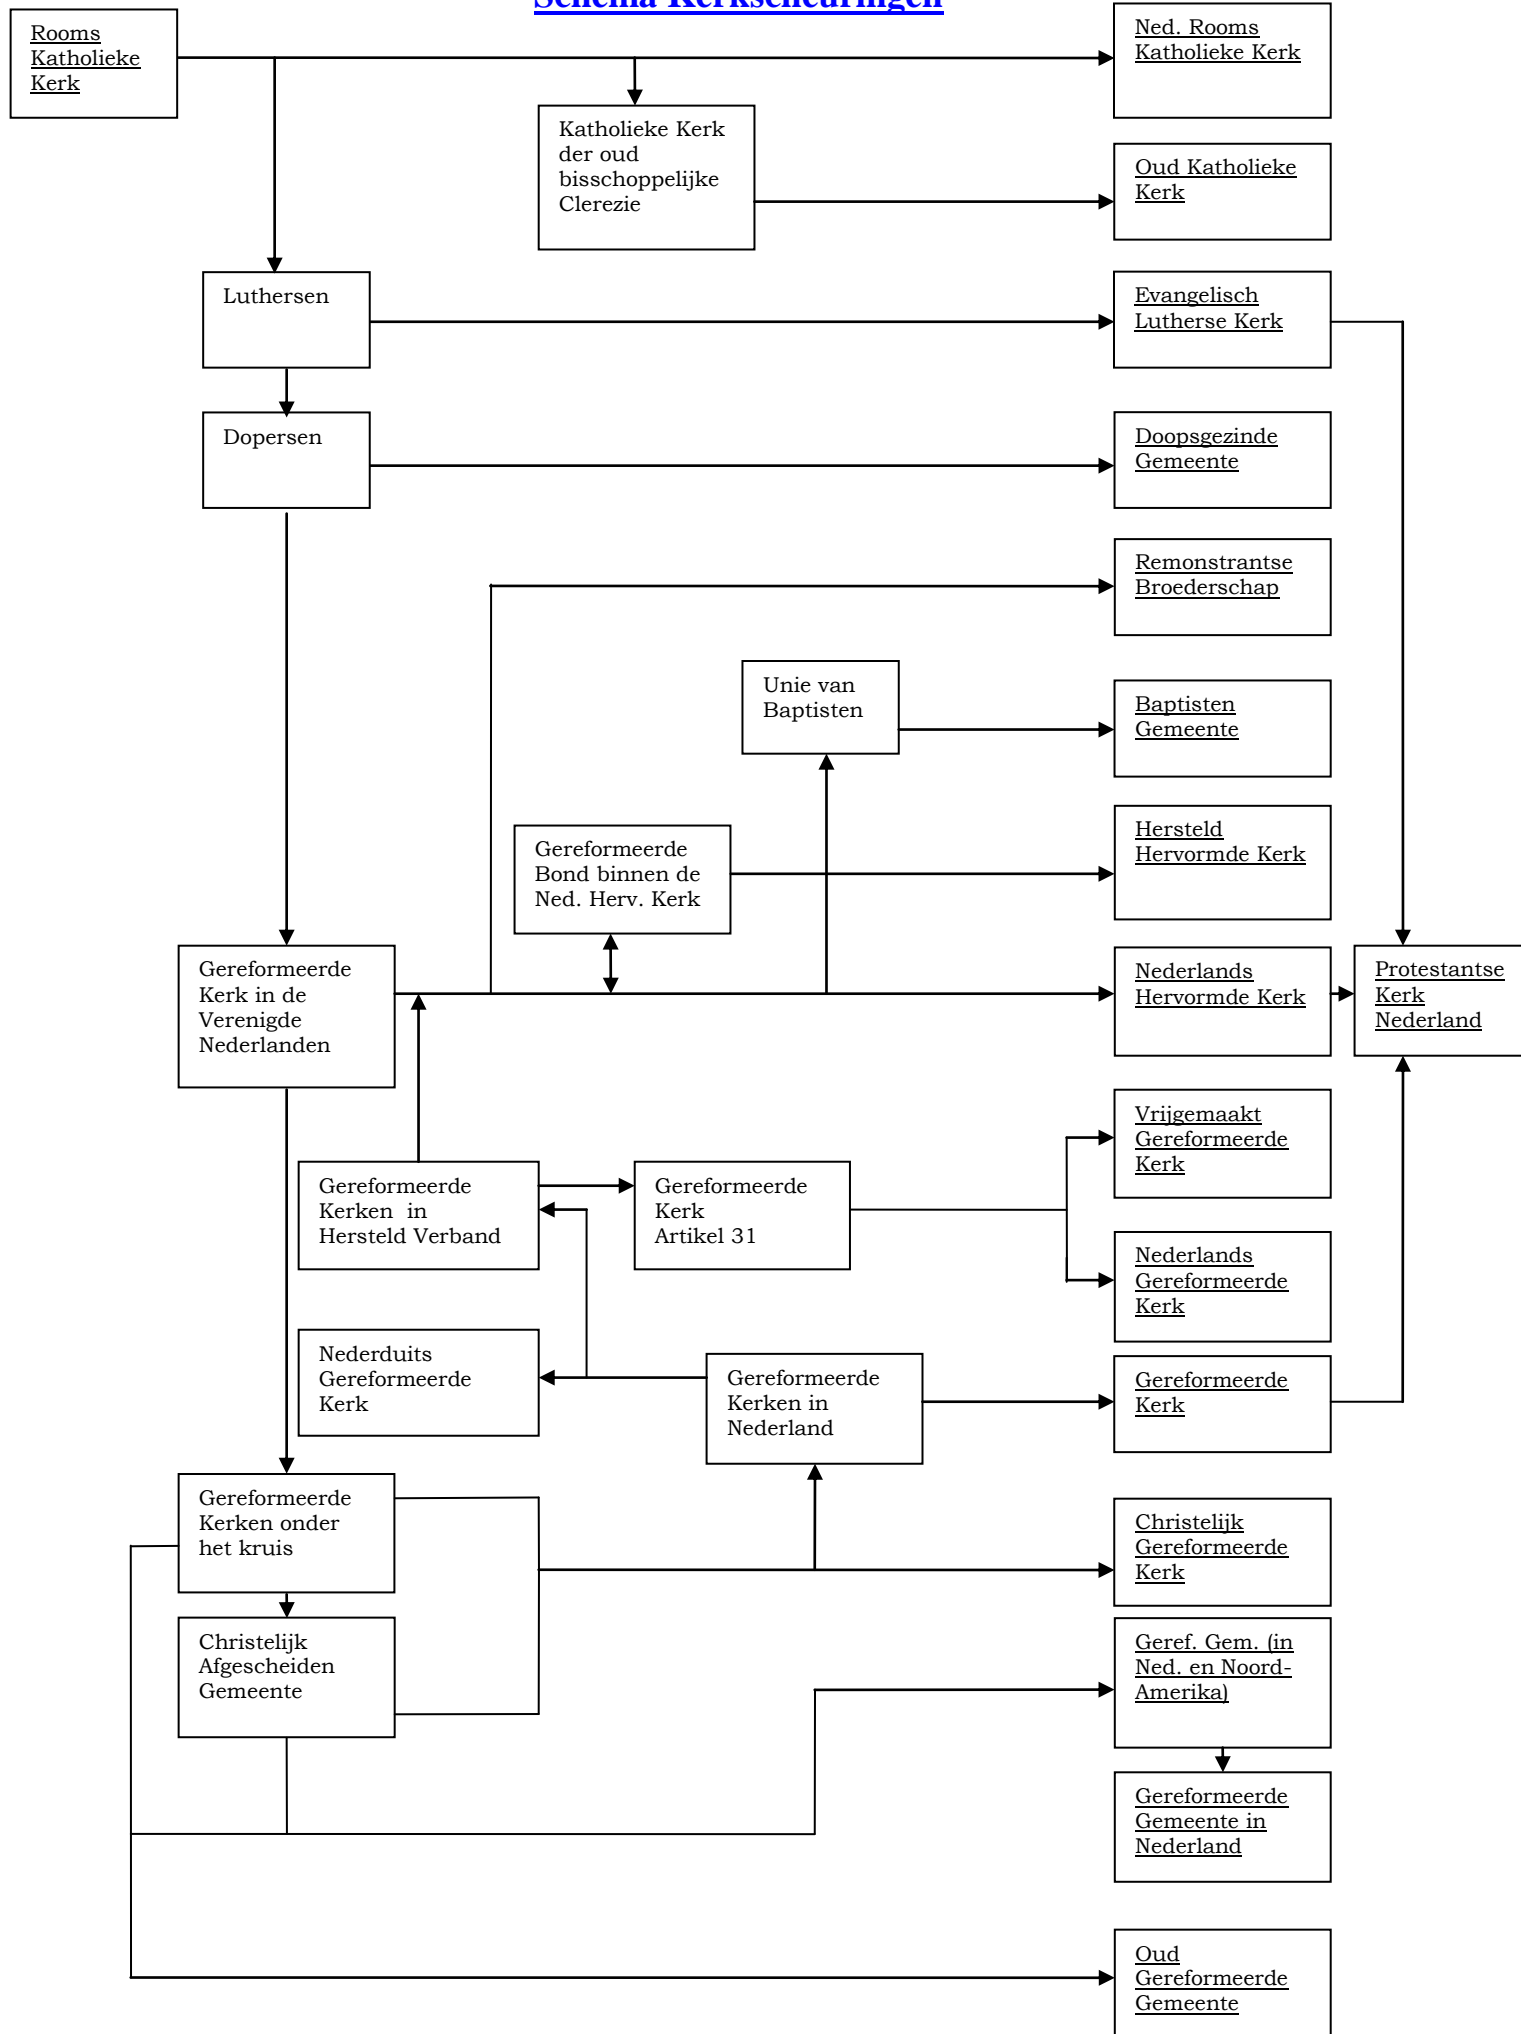 Schema Kerkscheuringen
Rooms
Katholieke
Kerk
Ned. Rooms
Katholieke Kerk
Katholieke Kerk
der oud
bisschoppelijke
Clerezie
Oud Katholieke
Kerk
Luthersen
Evangelisch
Lutherse Kerk
Dopersen
Doopsgezinde
Gemeente
Remonstrantse
Broederschap
Unie van
Baptisten
Baptisten
Gemeente
Gereformeerde
Bond binnen de
Ned. Herv. Kerk
Hersteld
Hervormde Kerk
Gereformeerde
Kerk in de
Verenigde
Nederlanden
Nederlands
Hervormde Kerk
Protestantse
Kerk
Nederland
Vrijgemaakt
Gereformeerde
Kerk
Gereformeerde
Kerken in
Hersteld Verband
Gereformeerde
Kerk
Artikel 31
Nederlands
Gereformeerde
Kerk
Nederduits
Gereformeerde
Kerk
Gereformeerde
Kerken in
Nederland
Gereformeerde
Kerk
Gereformeerde
Kerken onder
het kruis
Christelijk
Gereformeerde
Kerk
Christelijk
Afgescheiden
Gemeente
Geref. Gem. (in
Ned. en Noord-
Amerika)
Gereformeerde
Gemeente in
Nederland
Oud
Gereformeerde
Gemeente